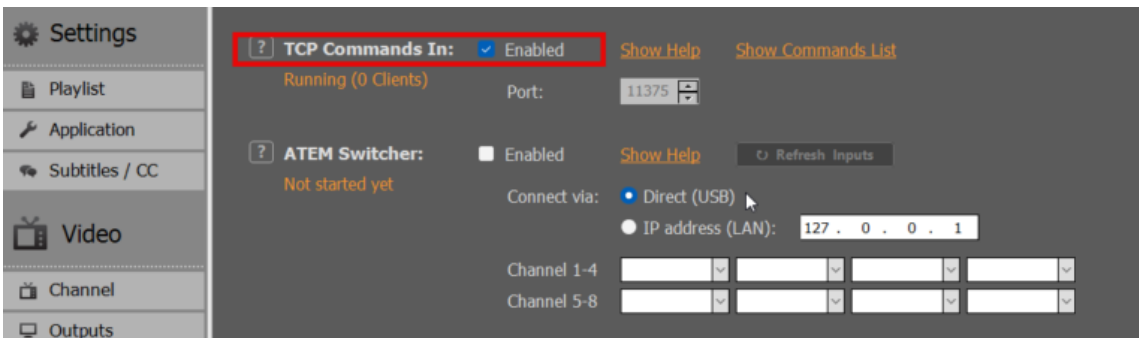 Settings
Playlist
Application
Subtitles / CC
Video
Channel
Outputs
? TCP Commands In: Enabled Show Help Show Commands List
Running (0 Clients)
Port: 11375
? ATEM Switcher: Enabled Show Help Refresh Inputs
Not started yet
Connect via: Direct (USB)
IP address (LAN): 127 . 0 . 0 . 1
Channel 1-4
Channel 5-8